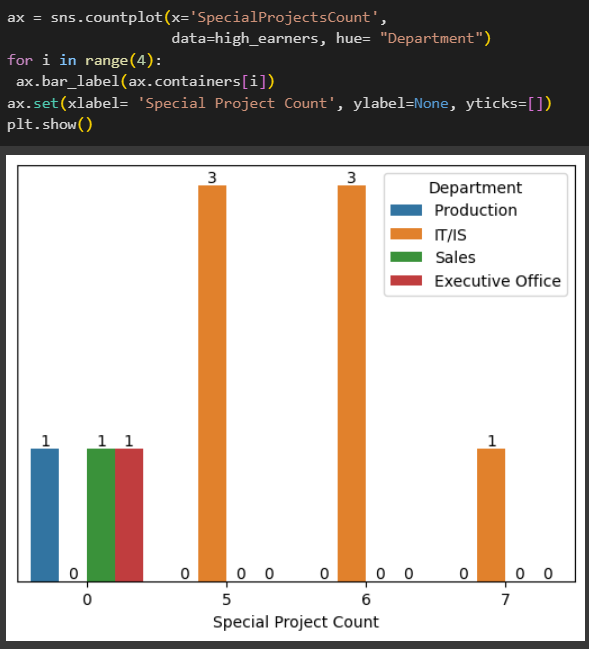 ax = sns.countplot(x='SpecialProjectsCount',
data=high_earners, hue= "Department")
for i in range(4):
ax.bar_label(ax.containers[i])
ax.set(xlabel= 'Special Project Count', ylabel=None, yticks=[])
plt.show()
3 3
Department
Production
IT/IS
Sales
Executive Office
1 1 1 1
0 0 0 0 0 0 0 0 0 0
0 5 6 7
Special Project Count